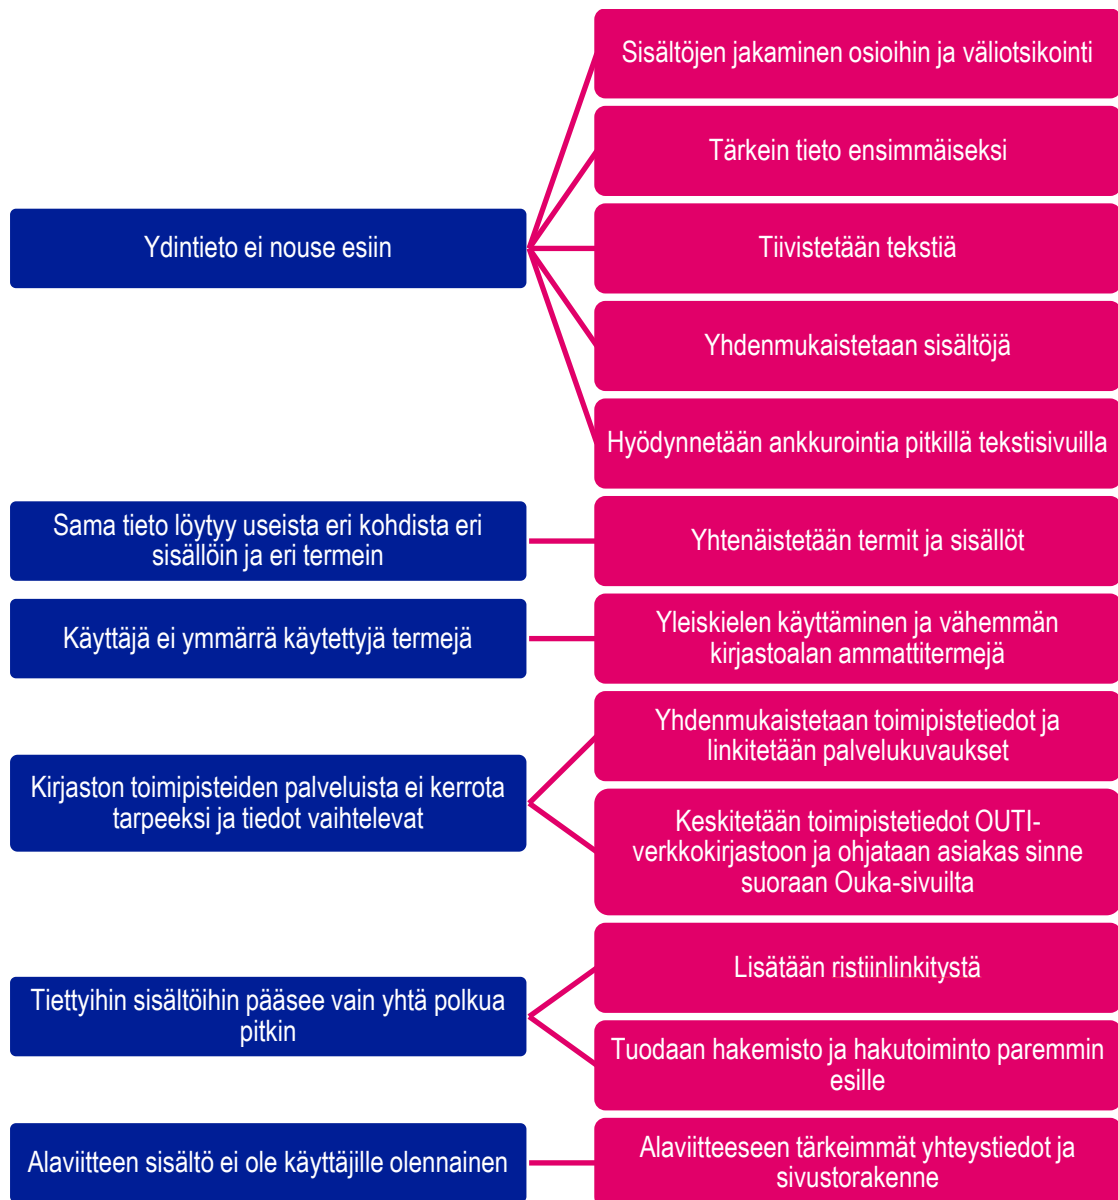 Ydintieto ei nouse esiin
Sisältöjen jakaminen osioihin ja väliotsikointi
Tärkein tieto ensimmäiseksi
Tiivistetään tekstiä
Yhdenmukaistetaan sisältöjä
Hyödynnetään ankkurointia pitkillä tekstisivuilla
Sama tieto löytyy useista eri kohdista eri
sisällöin ja eri termein
Yhtenäistetään termit ja sisällöt
Käyttäjä ei ymmärrä käytettyjä termejä
Yleiskielen käyttäminen ja vähemmän
kirjastoalan ammattitermejä
Kirjaston toimipisteiden palveluista ei kerrota
tarpeeksi ja tiedot vaihtelevat
Yhdenmukaistetaan toimipistetiedot ja
linkitetään palvelukuvaukset
Keskitetään toimipistetiedot OUTI-
verkkokirjastoon ja ohjataan asiakas sinne
suoraan Ouka-sivuilta
Tiettyihin sisältöihin pääsee vain yhtä polkua
pitkin
Lisätään ristiinlinkitystä
Tuodaan hakemisto ja hakutoiminto paremmin
esille
Alaviitteen sisältö ei ole käyttäjille olennainen
Alaviitteeseen tärkeimmät yhteystiedot ja
sivustorakenne